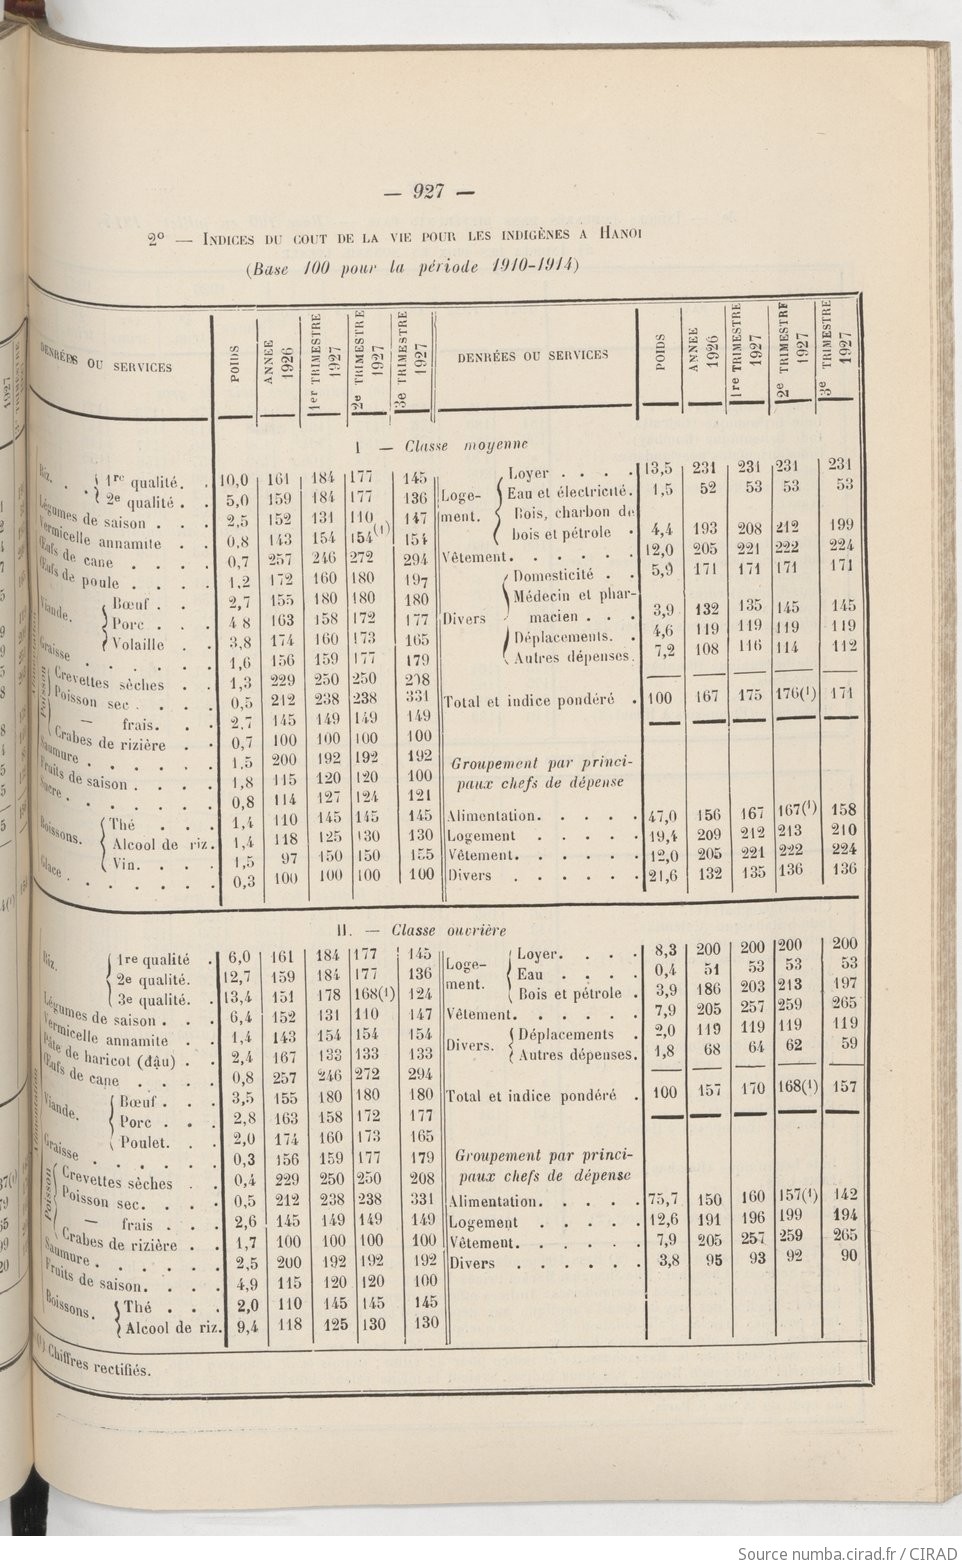 — 927 —
2º — INDICES DU COUT DE LA VIE POUR LES INDIGÈNES A HANOI
(Base 100 pour la période 1910-1914)
DENRÉES OU SERVICES | POIDS | ANNEE 1926 | 1er TRIMESTRE 1927 | 2e TRIMESTRE 1927 | 3e TRIMESTRE 1927
I — Classe moyenne
Riz. 1re qualité. 10,0 161 184 177 145
2e qualité. 5,0 159 184 177 136
Légumes de saison 2,5 152 131 110 147
Vermicelle annamite 0,8 143 154 154(1) 154
Œufs de cane 0,7 257 246 272 294
Œufs de poule 1,2 172 160 180 197
Viande. Bœuf 2,7 155 180 180 180
Porc 4 8 163 158 172 177
Volaille 3,8 174 160 173 165
Graisse 1,6 156 159 177 179
Poisson Crevettes sèches 1,3 229 250 250 208
Poisson sec 0,5 212 238 238 331
— frais. 2,7 145 149 149 149
Crabes de rizière 0,7 100 100 100 100
Saumure 1,5 200 192 192 192
Fruits de saison 1,8 115 120 120 100
Sucre 0,8 114 127 124 121
Boissons. Thé 1,4 110 145 145 145
Alcool de riz. 1,4 118 125 130 130
Vin. 1,5 97 150 150 155
Glace 0,3 100 100 100 100
DENRÉES OU SERVICES | POIDS | ANNEE 1926 | 1re TRIMESTRE 1927 | 2e TRIMESTRE 1927 | 3e TRIMESTRE 1927
Logement. Loyer 13,5 231 231 231 231
Eau et électricité. 1,5 52 53 53 53
Bois, charbon de
bois et pétrole 4,4 193 208 212 199
Vêtement. 12,0 205 221 222 224
Divers Domesticité 5,9 171 171 171 171
Médecin et phar-
macien 3,9 132 135 145 145
Déplacements. 4,6 119 119 119 119
Autres dépenses. 7,2 108 116 114 112
Total et indice pondéré 100 167 175 176(1) 171
Groupement par princi-
paux chefs de dépense
Alimentation. 47,0 156 167 167(1) 158
Logement 19,4 209 212 213 210
Vêtement. 12,0 205 221 222 224
Divers 21,6 132 135 136 136
II. — Classe ouvrière
Riz. 1re qualité 6,0 161 184 177 145
2e qualité. 12,7 159 184 177 136
3e qualité. 13,4 151 178 168(1) 124
Légumes de saison 6,4 152 131 110 147
Vermicelle annamite 1,4 143 154 154 154
Pâte de haricot (dâu) 2,4 167 133 133 133
Œufs de cane 0,8 257 246 272 294
Viande. Bœuf 3,5 155 180 180 180
Porc 2,8 163 158 172 177
Poulet. 2,0 174 160 173 165
Graisse 0,3 156 159 177 179
Poisson Crevettes sèches 0,4 229 250 250 208
Poisson sec. 0,5 212 238 238 331
— frais 2,6 145 149 149 149
Crabes de rizière 1,7 100 100 100 100
Saumure 2,5 200 192 192 192
Fruits de saison. 4,9 115 120 120 100
Boissons. Thé 2,0 110 145 145 145
Alcool de riz. 9,4 118 125 130 130
Logement. Loyer. 8,3 200 200 200 200
Eau 0,4 51 53 53 53
Bois et pétrole 3,9 186 203 213 197
Vêtement. 7,9 205 257 259 265
Divers. Déplacements 2,0 119 119 119 119
Autres dépenses. 1,8 68 64 62 59
Total et indice pondéré 100 157 170 168(1) 157
Groupement par princi-
paux chefs de dépense
Alimentation. 75,7 150 160 157(1) 142
Logement 12,6 191 196 199 194
Vêtement. 7,9 205 257 259 265
Divers 3,8 95 93 92 90
(1) Chiffres rectifiés.
Source numba.cirad.fr / CIRAD